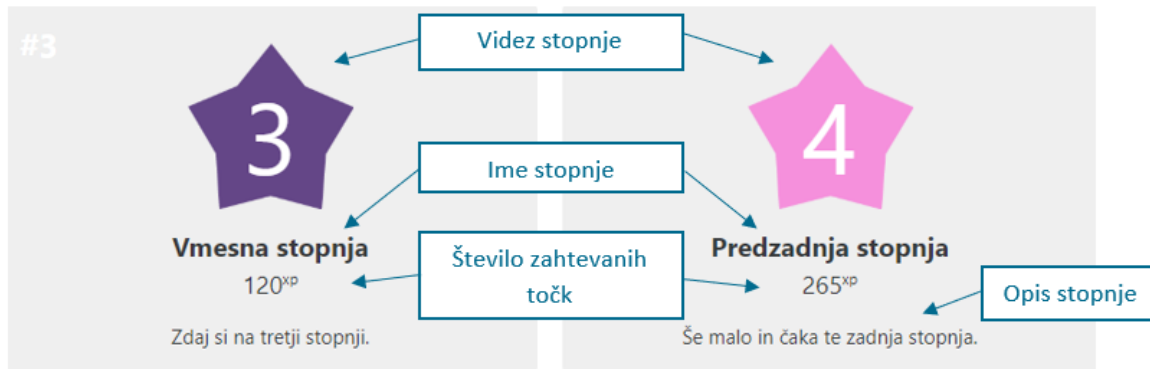 #3
Videz stopnje
3
4
Ime stopnje
Vmesna stopnja
Predzadnja stopnja
Število zahtevanih
točk
120xp
265xp
Opis stopnje
Zdaj si na tretji stopnji.
Še malo in čaka te zadnja stopnja.